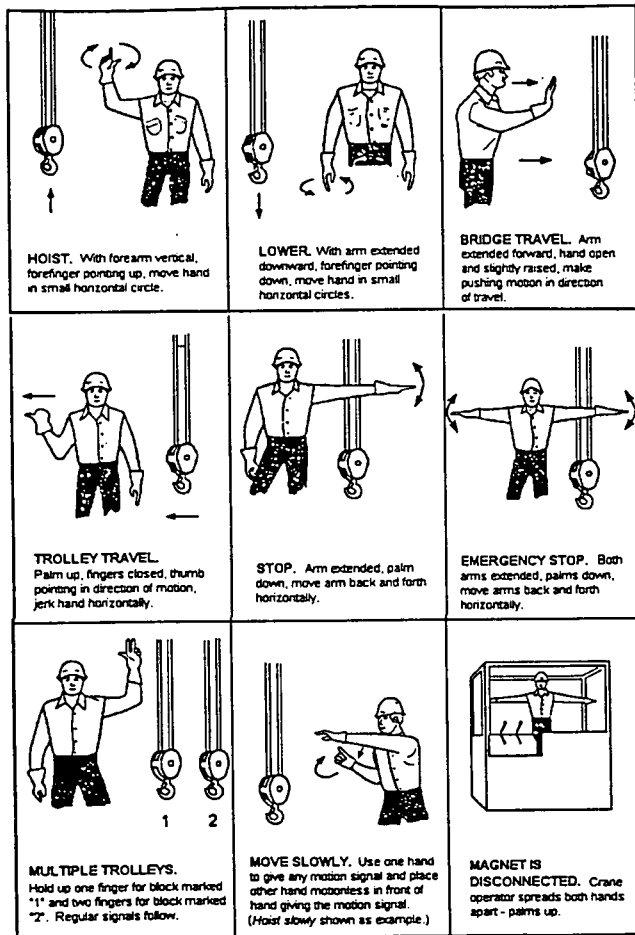 HOIST. With forearm vertical,
forefinger pointing up, move hand
in small horizontal circle.
LOWER. With arm extended
downward, forefinger pointing
down, move hand in small
horizontal circles.
BRIDGE TRAVEL. Arm
extended forward, hand open
and slightly raised, make
pushing motion in direction
of travel.
TROLLEY TRAVEL.
Palm up, fingers closed, thumb
pointing in direction of motion,
jerk hand horizontally.
STOP. Arm extended, palm
down, move arm back and forth
horizontally.
EMERGENCY STOP. Both
arms extended, palms down,
move arms back and forth
horizontally.
1 2
MULTIPLE TROLLEYS.
Hold up one finger for block marked
"1" and two fingers for block marked
"2". Regular signals follow.
MOVE SLOWLY. Use one hand
to give any motion signal and place
other hand motionless in front of
hand giving the motion signal.
(Hoist slowly shown as example.)
MAGNET IS
DISCONNECTED. Crane
operator spreads both hands
apart - palms up.